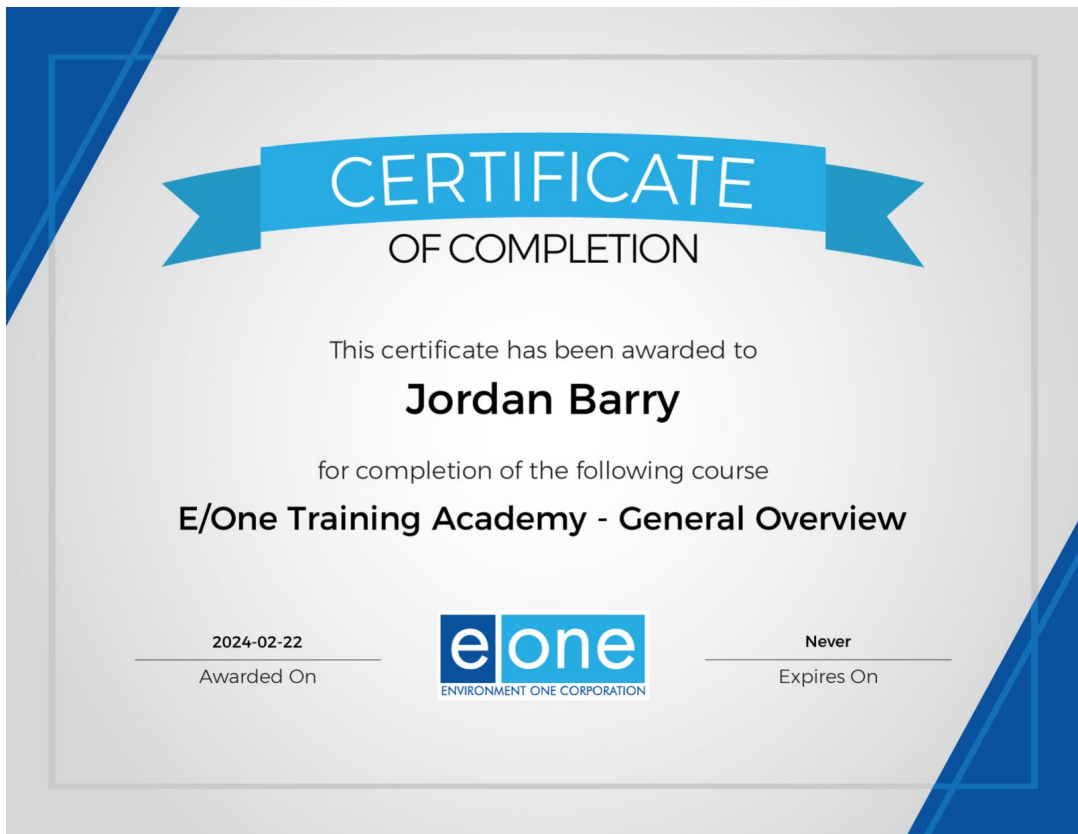 CERTIFICATE
OF COMPLETION
This certificate has been awarded to
Jordan Barry
for completion of the following course
E/One Training Academy - General Overview
2024-02-22
Awarded On
e one
ENVIRONMENT ONE CORPORATION
Never
Expires On